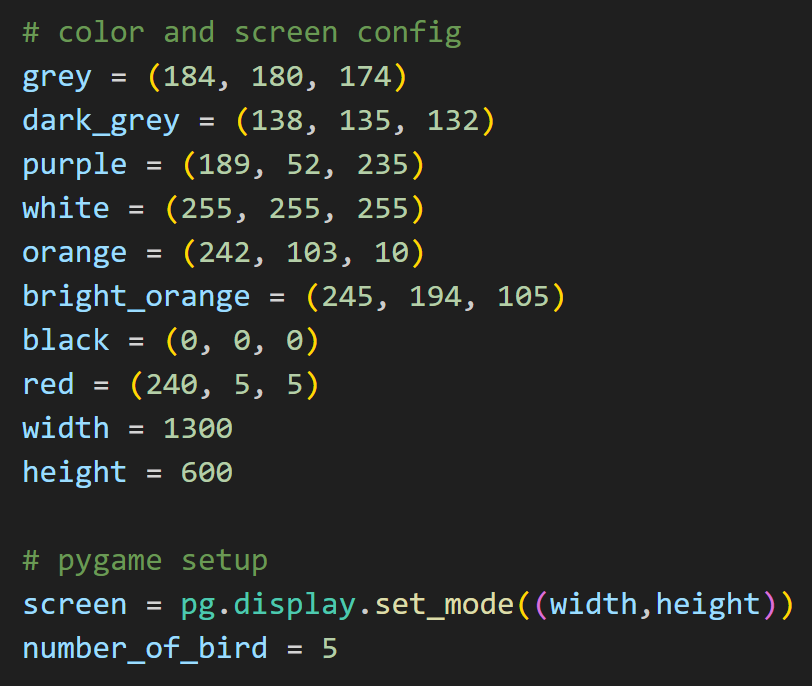 # color and screen config
grey = (184, 180, 174)
dark_grey = (138, 135, 132)
purple = (189, 52, 235)
white = (255, 255, 255)
orange = (242, 103, 10)
bright_orange = (245, 194, 105)
black = (0, 0, 0)
red = (240, 5, 5)
width = 1300
height = 600
# pygame setup
screen = pg.display.set_mode((width,height))
number_of_bird = 5